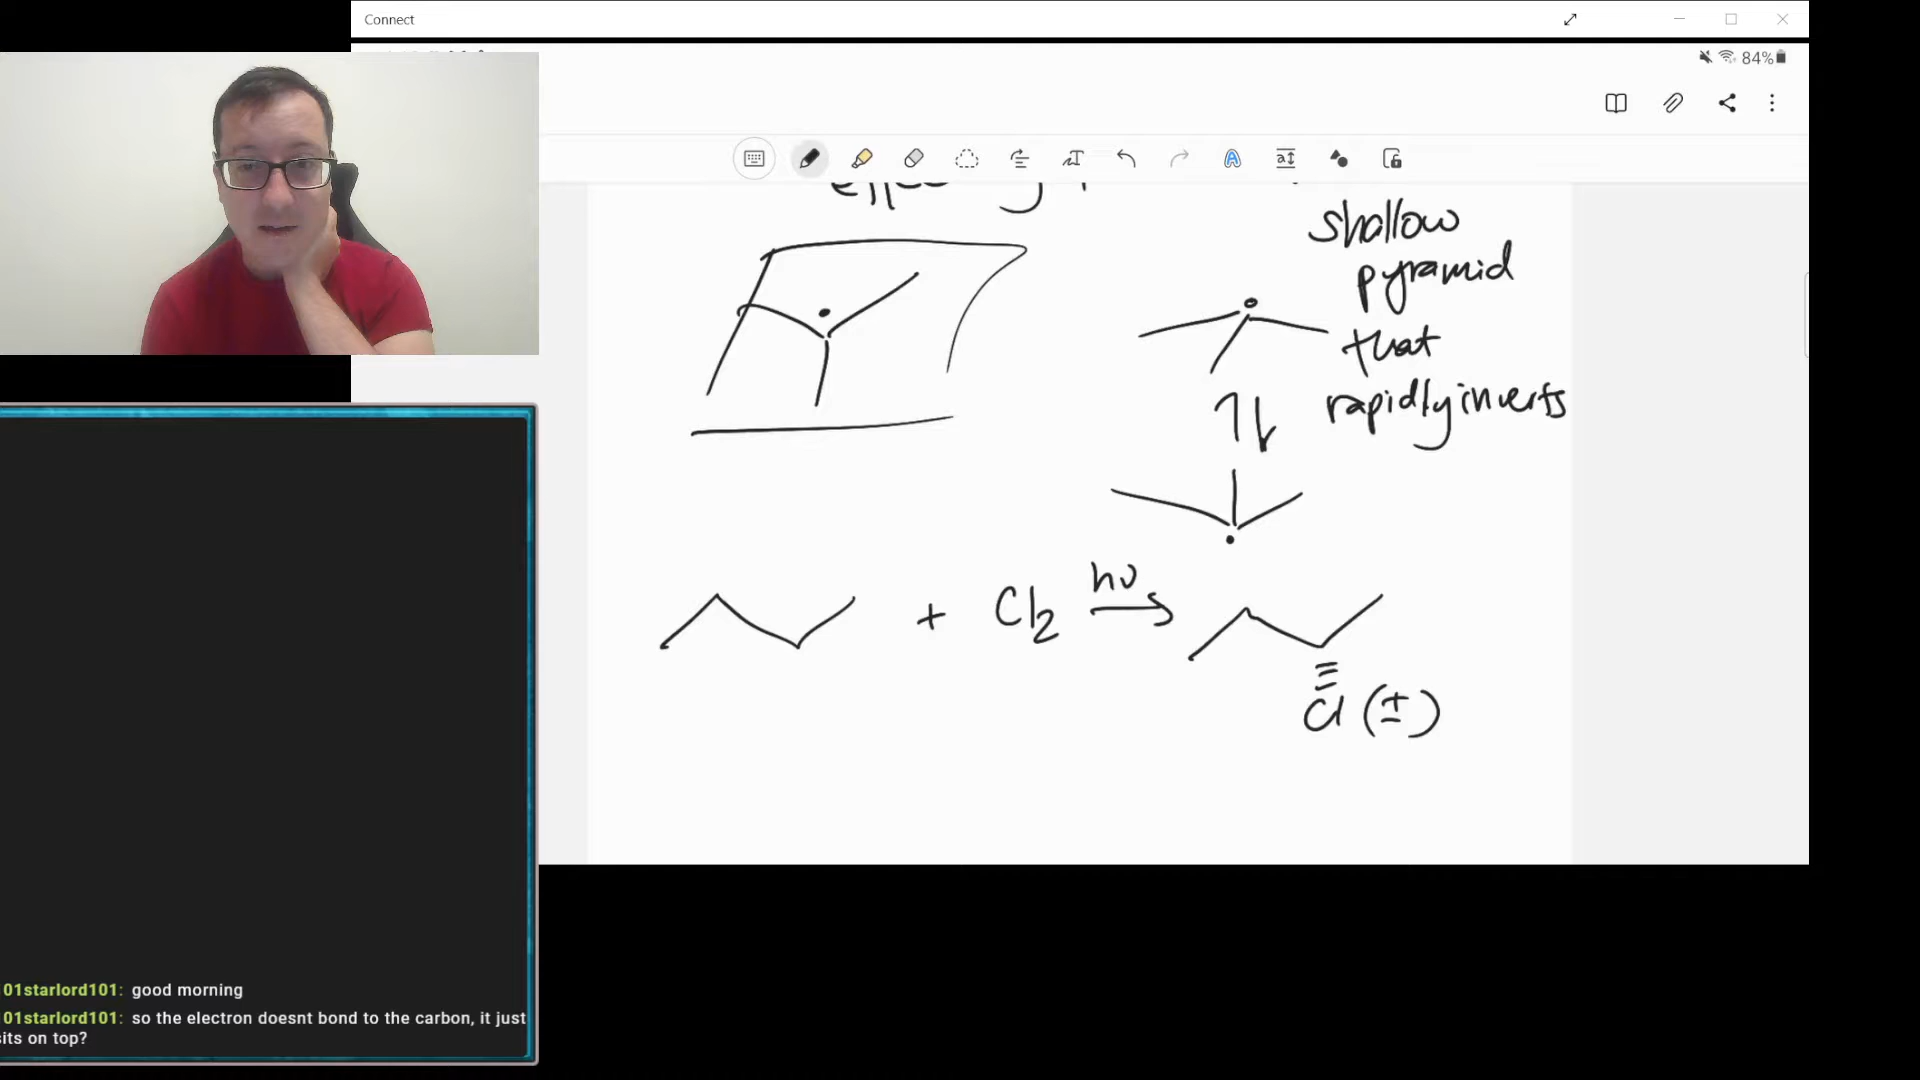 Connect
84%
shallow
pyramid
that
rapidly inverts
+ Cl2 hν
Cl (±)
01starlord101: good morning
01starlord101: so the electron doesnt bond to the carbon, it just
sits on top?